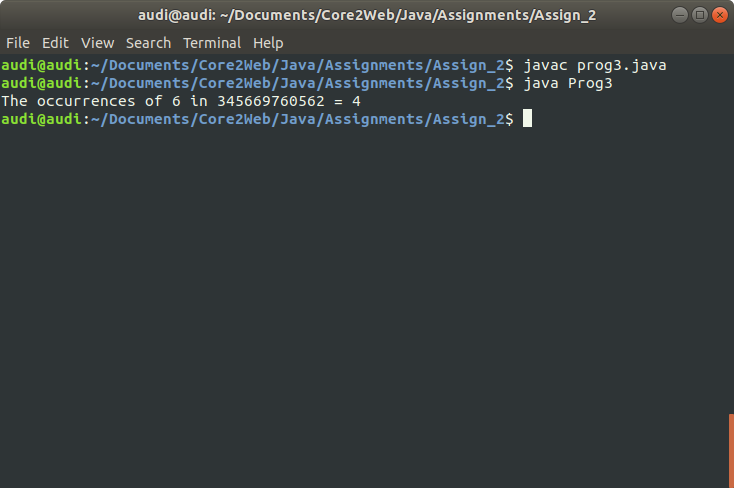 audi@audi: ~/Documents/Core2Web/Java/Assignments/Assign_2
File Edit View Search Terminal Help
audi@audi:~/Documents/Core2Web/Java/Assignments/Assign_2$ javac prog3.java
audi@audi:~/Documents/Core2Web/Java/Assignments/Assign_2$ java Prog3
The occurrences of 6 in 345669760562 = 4
audi@audi:~/Documents/Core2Web/Java/Assignments/Assign_2$